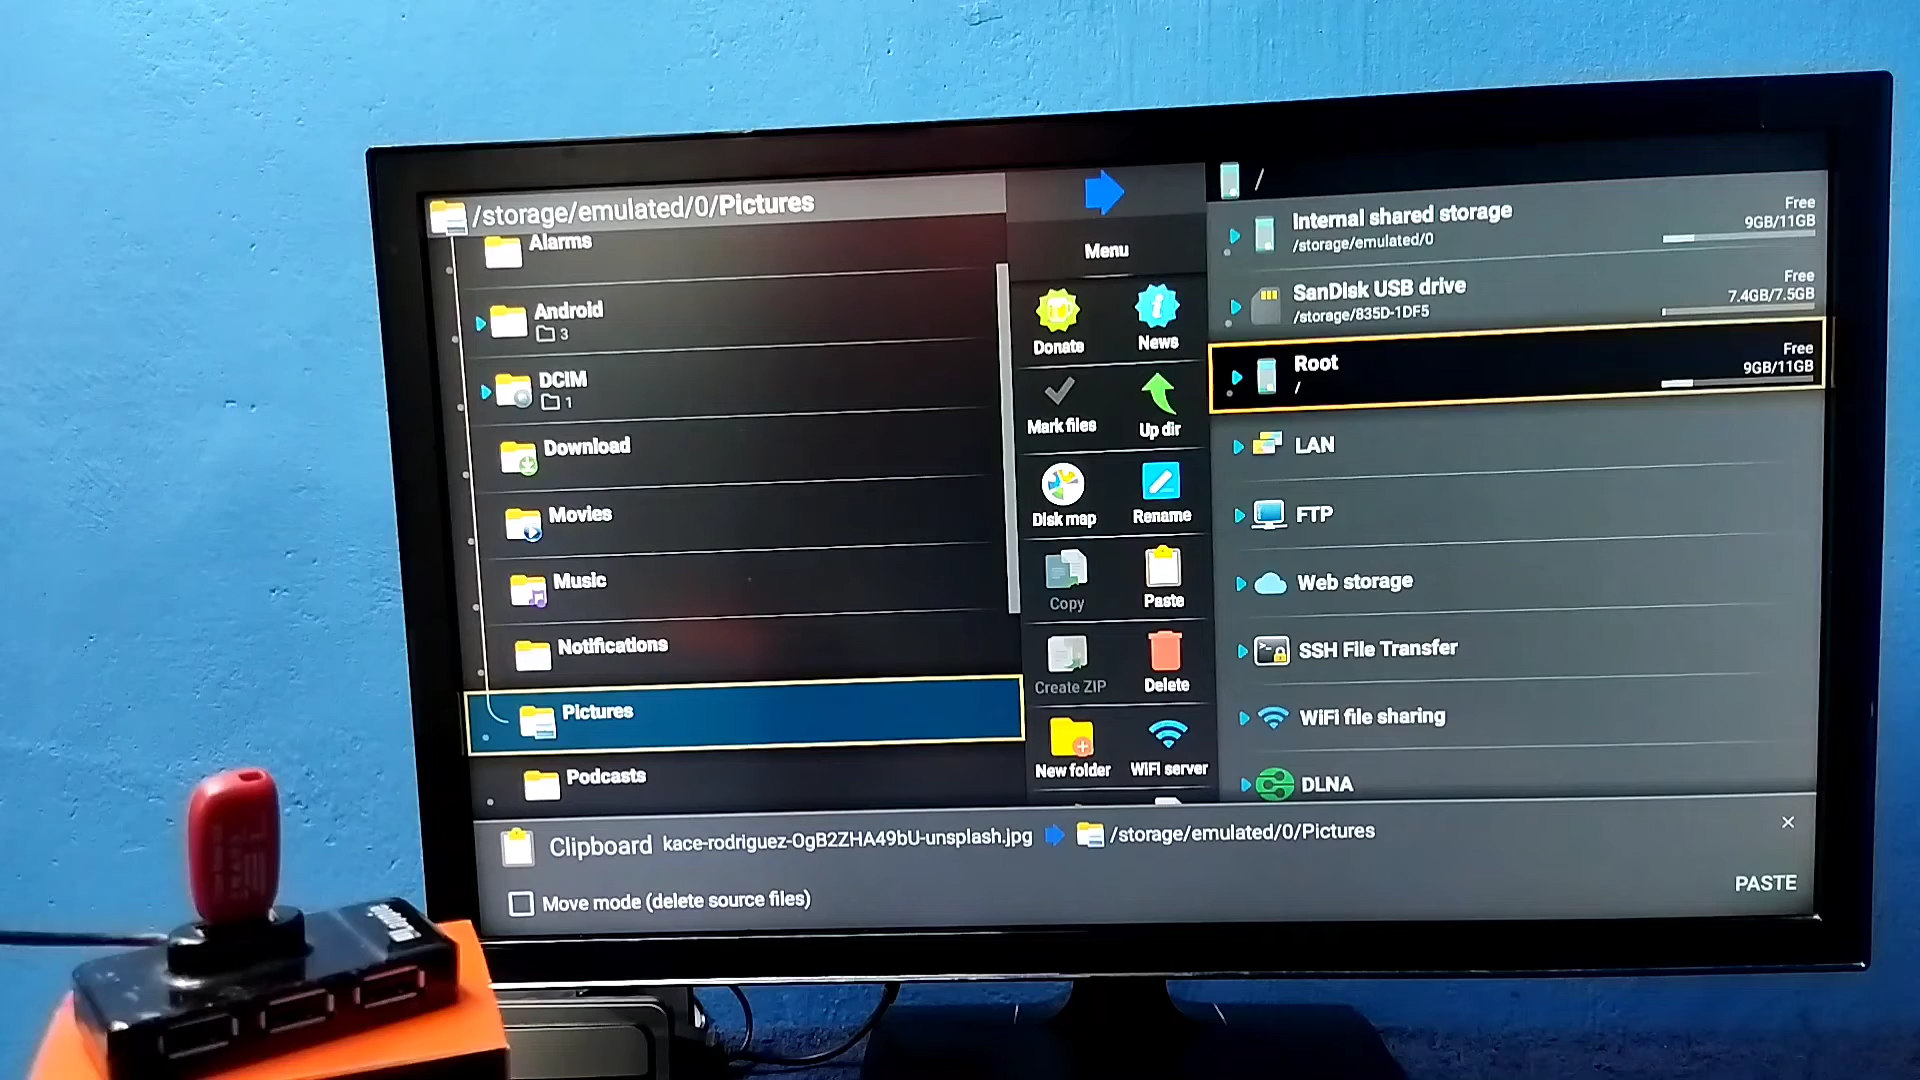 /storage/emulated/0/Pictures
Alarms
Android
3
DCIM
1
Download
Movies
Music
Notifications
Pictures
Podcasts
Menu
Donate
News
Mark files
Up dir
Disk map
Rename
Copy
Paste
Create ZIP
Delete
New folder
WiFi server
/
Internal shared storage
/storage/emulated/0
Free
9GB/11GB
SanDisk USB drive
/storage/835D-1DF5
Free
7.4GB/7.5GB
Root
/
Free
9GB/11GB
LAN
FTP
Web storage
SSH File Transfer
WiFi file sharing
DLNA
Clipboard kace-rodriguez-OgB2ZHA49bU-unsplash.jpg /storage/emulated/0/Pictures
Move mode (delete source files)
PASTE